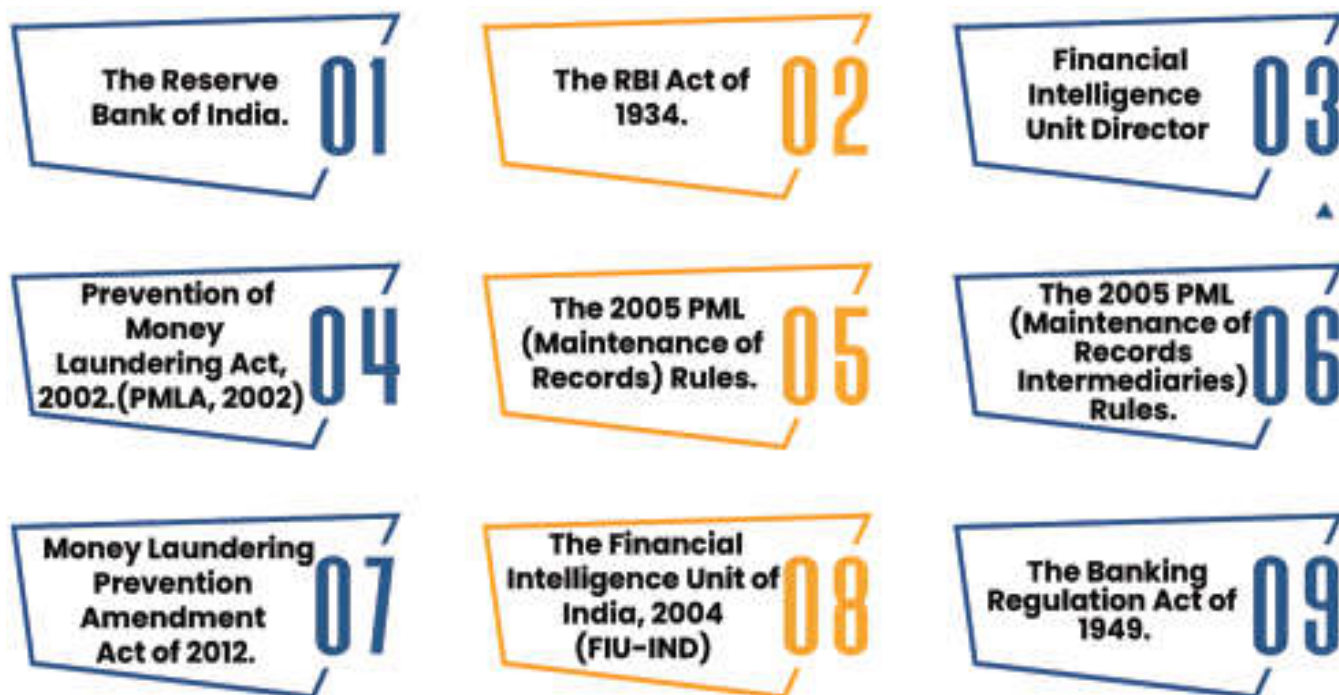 The Reserve
Bank of India.
01
The RBI Act of
1934.
02
Financial
Intelligence
Unit Director
03
Prevention of
Money
Laundering Act,
2002.(PMLA, 2002)
04
The 2005 PML
(Maintenance of
Records) Rules.
05
The 2005 PML
(Maintenance of
Records
Intermediaries)
Rules.
06
Money Laundering
Prevention
Amendment
Act of 2012.
07
The Financial
Intelligence Unit of
India, 2004
(FIU-IND)
08
The Banking
Regulation Act of
1949.
09